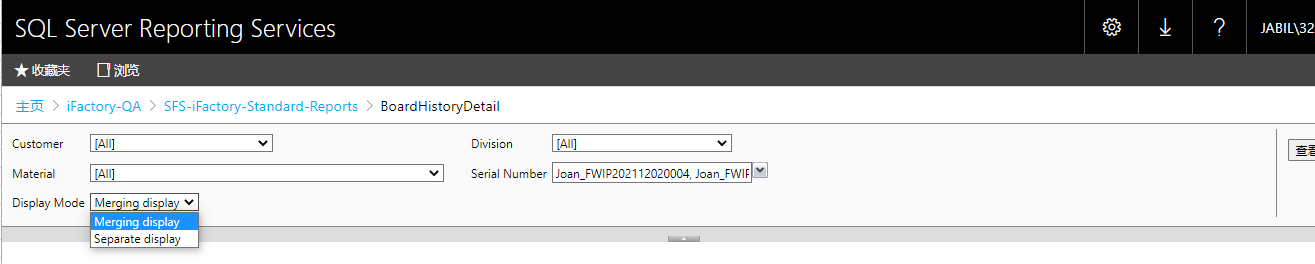 SQL Server Reporting Services
JABIL\32
收藏夹 浏览
主页 > iFactory-QA > SFS-iFactory-Standard-Reports > BoardHistoryDetail
Customer [All] Division [All]
查看
Material [All] Serial Number Joan_FWIP202112020004, Joan_FWIF
Display Mode Merging display
Merging display
Separate display